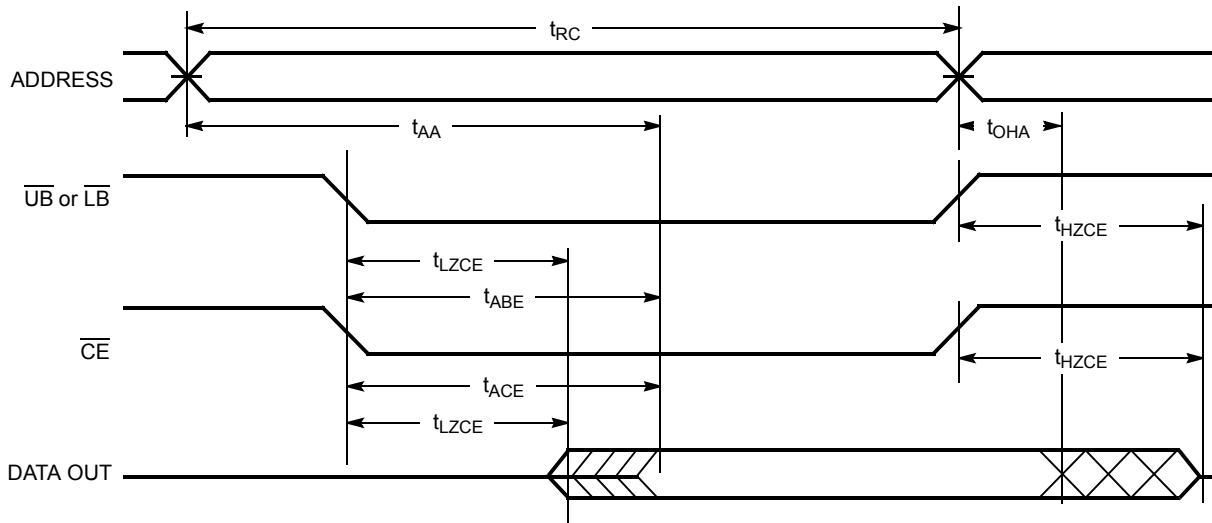 tRC
ADDRESS
tAA
tOHA
UB or LB
tHZCE
tLZCE
tABE
CE
tHZCE
tACE
tLZCE
DATA OUT